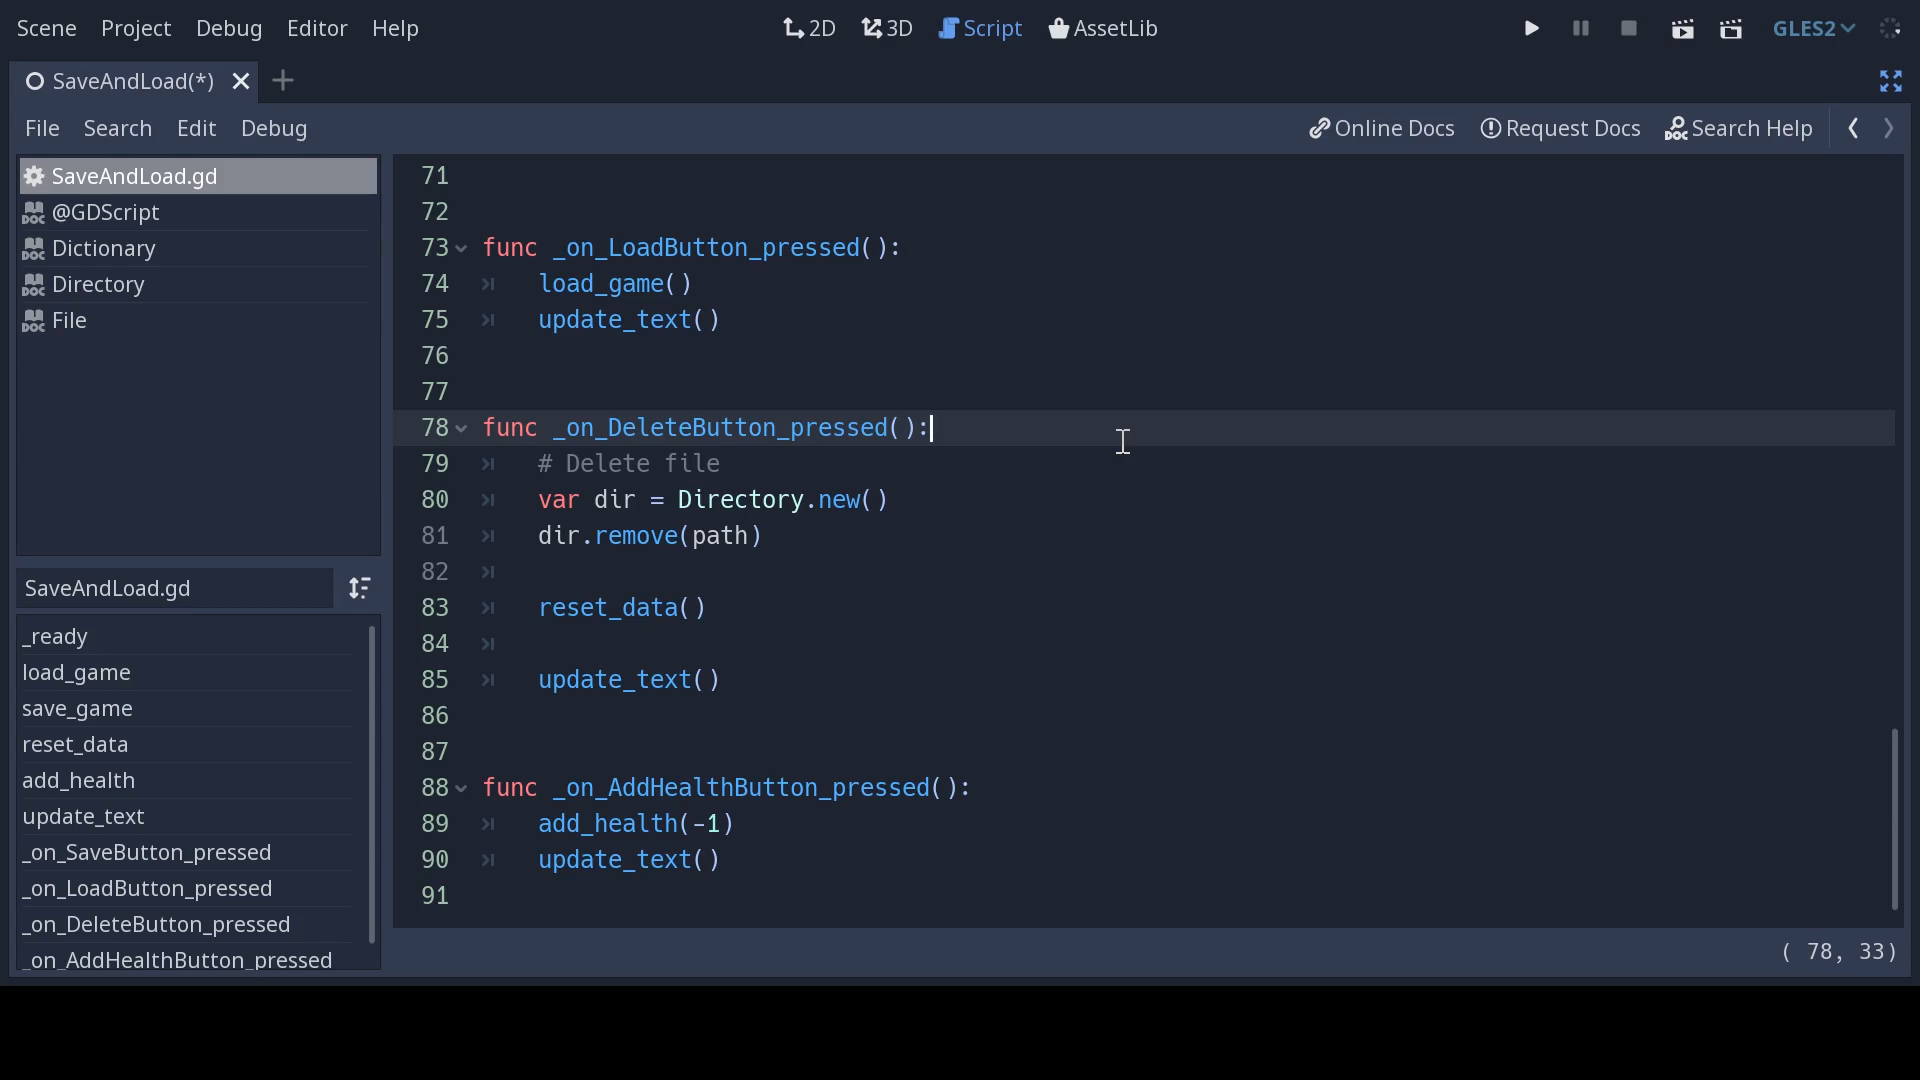 Scene Project Debug Editor Help 2D 3D Script AssetLib GLES2
SaveAndLoad(*)
File Search Edit Debug Online Docs Request Docs Search Help
SaveAndLoad.gd
DOC @GDScript
DOC Dictionary
DOC Directory
DOC File
SaveAndLoad.gd
_ready
load_game
save_game
reset_data
add_health
update_text
_on_SaveButton_pressed
_on_LoadButton_pressed
_on_DeleteButton_pressed
_on_AddHealthButton_pressed
71
72
73 func _on_LoadButton_pressed():
74 load_game()
75 update_text()
76
77
78 func _on_DeleteButton_pressed():
79 # Delete file
80 var dir = Directory.new()
81 dir.remove(path)
82
83 reset_data()
84
85 update_text()
86
87
88 func _on_AddHealthButton_pressed():
89 add_health(-1)
90 update_text()
91
( 78, 33)